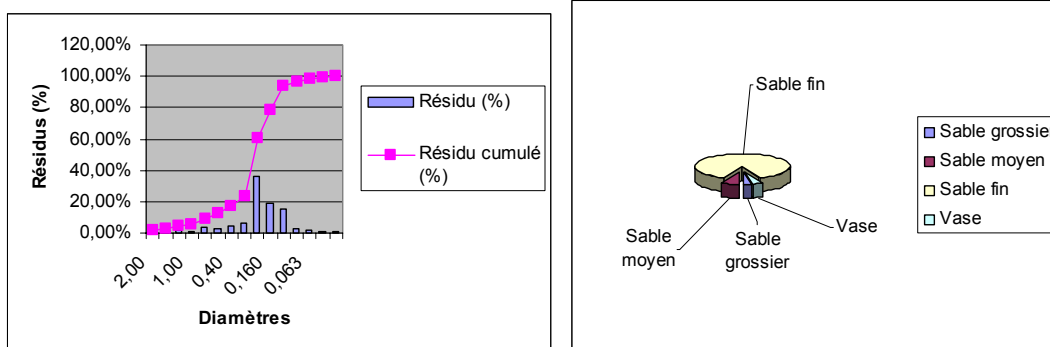 120,00%
100,00%
80,00%
60,00%
40,00%
20,00%
0,00%
Résidus (%)
2,00
1,00
0,40
0,160
0,063
Diamètres
Résidu (%)
Résidu cumulé
(%)
Sable fin
Vase
Sable
grossier
Sable
moyen
Sable grossier
Sable moyen
Sable fin
Vase